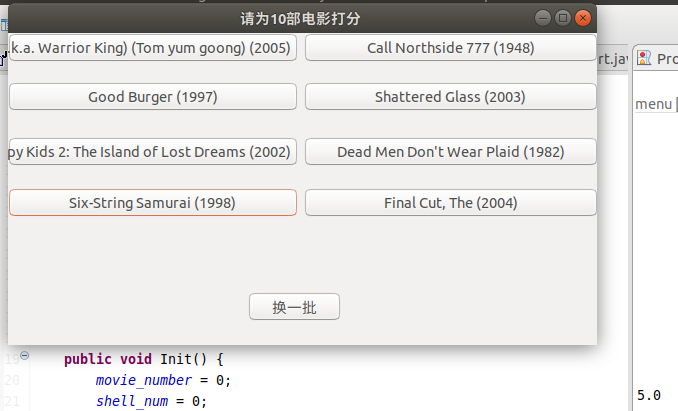 请为10部电影打分
k.a. Warrior King) (Tom yum goong) (2005)
Call Northside 777 (1948)
rt.jav
Pro
Good Burger (1997)
Shattered Glass (2003)
menu
py Kids 2: The Island of Lost Dreams (2002)
Dead Men Don't Wear Plaid (1982)
Six-String Samurai (1998)
Final Cut, The (2004)
换一批
19
public void Init() {
20
movie_number = 0;
21
shell_num = 0;
5.0